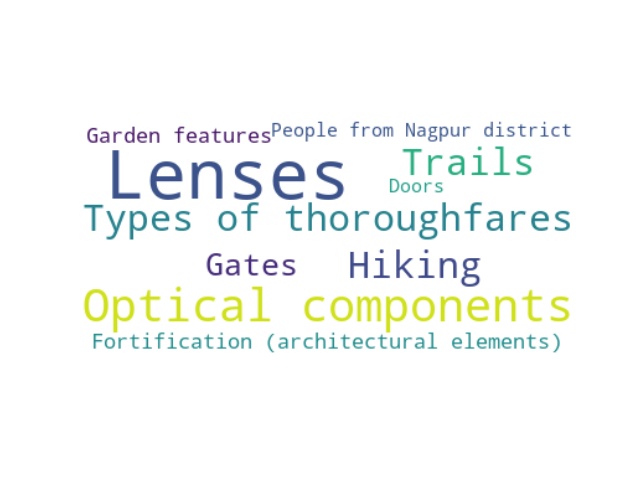 Garden features
People from Nagpur district
Lenses
Trails
Doors
Types of thoroughfares
Gates
Hiking
Optical components
Fortification (architectural elements)